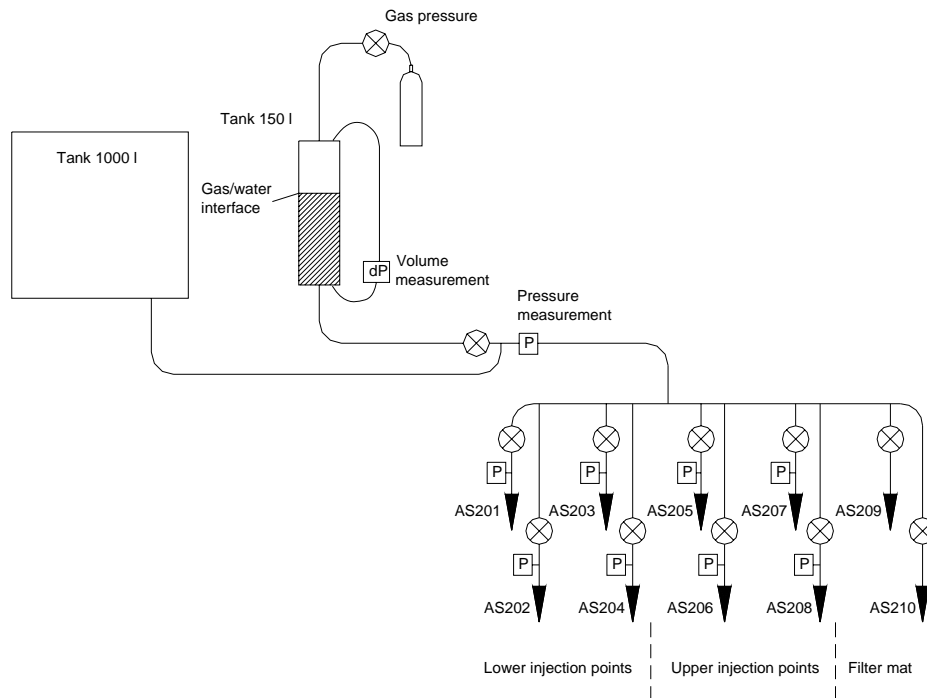 Gas pressure
Tank 150 l
Tank 1000 l
Gas/water
interface
dP
Volume
measurement
Pressure
measurement
P
P
P
P
P
AS201
AS203
AS205
AS207
AS209
P
P
P
P
AS202
AS204
AS206
AS208
AS210
Lower injection points
Upper injection points
Filter mat